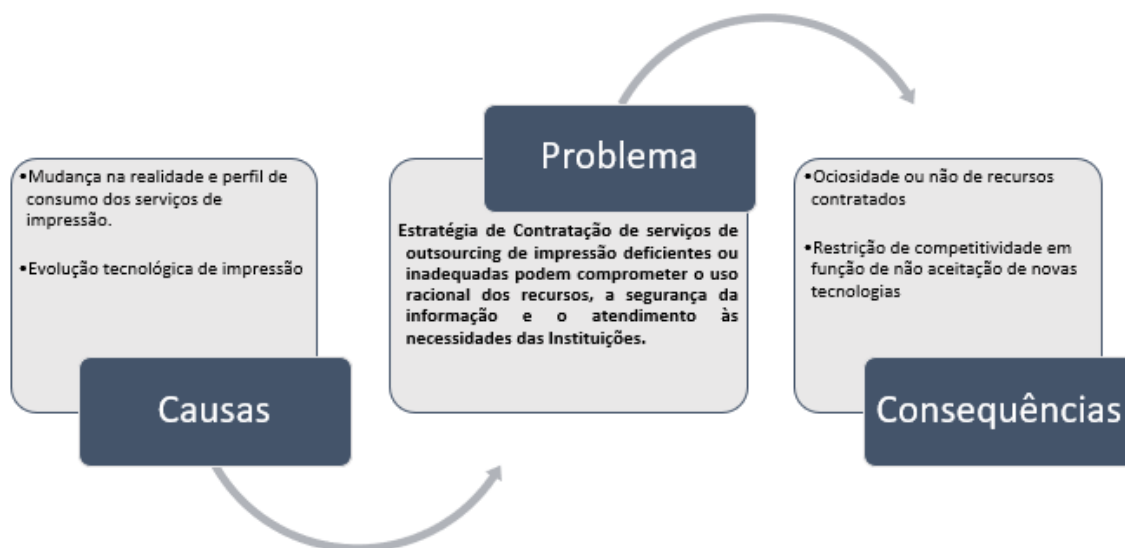 •Mudança na realidade e perfil de
consumo dos serviços de
impressão.
•Evolução tecnológica de impressão
Causas
Problema
Estratégia de Contratação de serviços de
outsourcing de impressão deficientes ou
inadequadas podem comprometer o uso
racional dos recursos, a segurança da
informação e o atendimento às
necessidades das Instituições.
•Ociosidade ou não de recursos
contratados
•Restrição de competitividade em
função de não aceitação de novas
tecnologias
Consequências